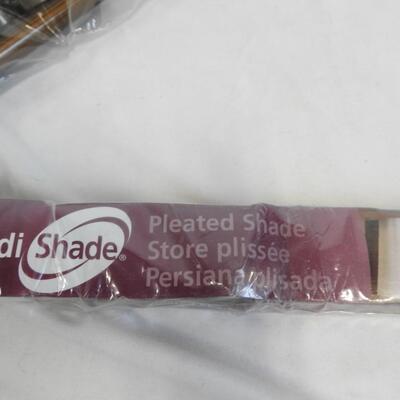 di Shade®
Pleated Shade
Store plissée
Persiana plisada